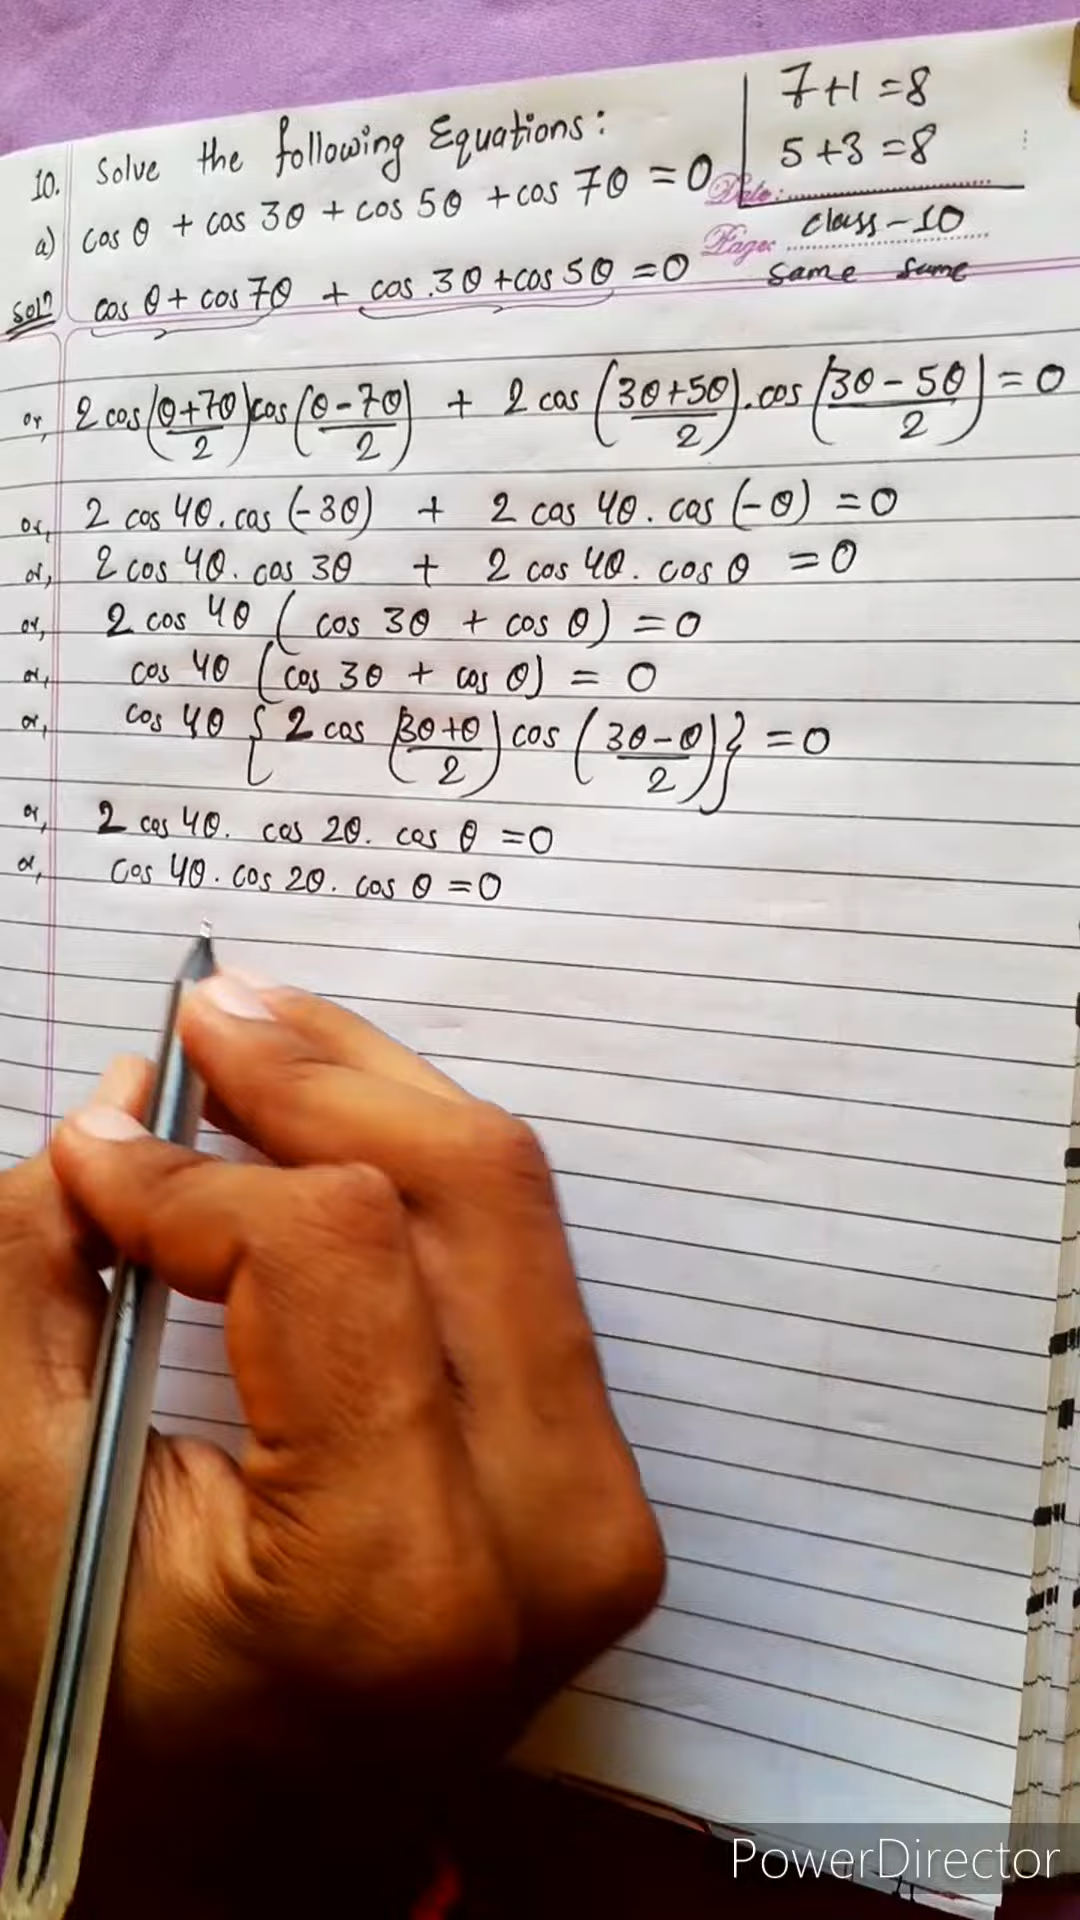 10. Solve the following Equations:
a) cos θ + cos 3θ + cos 5θ + cos 7θ = 0
7+1 = 8
5+3 = 8
Date:
Page:
class-10
same same
Solⁿ cos θ + cos 7θ + cos 3θ + cos 5θ = 0
or, 2 cos (θ+7θ/2) cos (θ-7θ/2) + 2 cos (3θ+5θ/2) . cos (3θ-5θ/2) = 0
or, 2 cos 4θ . cos (-3θ) + 2 cos 4θ . cos (-θ) = 0
or, 2 cos 4θ . cos 3θ + 2 cos 4θ . cos θ = 0
or, 2 cos 4θ ( cos 3θ + cos θ) = 0
or, cos 4θ (cos 3θ + cos θ) = 0
or, cos 4θ { 2 cos (3θ+θ/2) cos (3θ-θ/2)} = 0
or, 2 cos 4θ . cos 2θ . cos θ = 0
or, cos 4θ . cos 2θ . cos θ = 0
PowerDirector